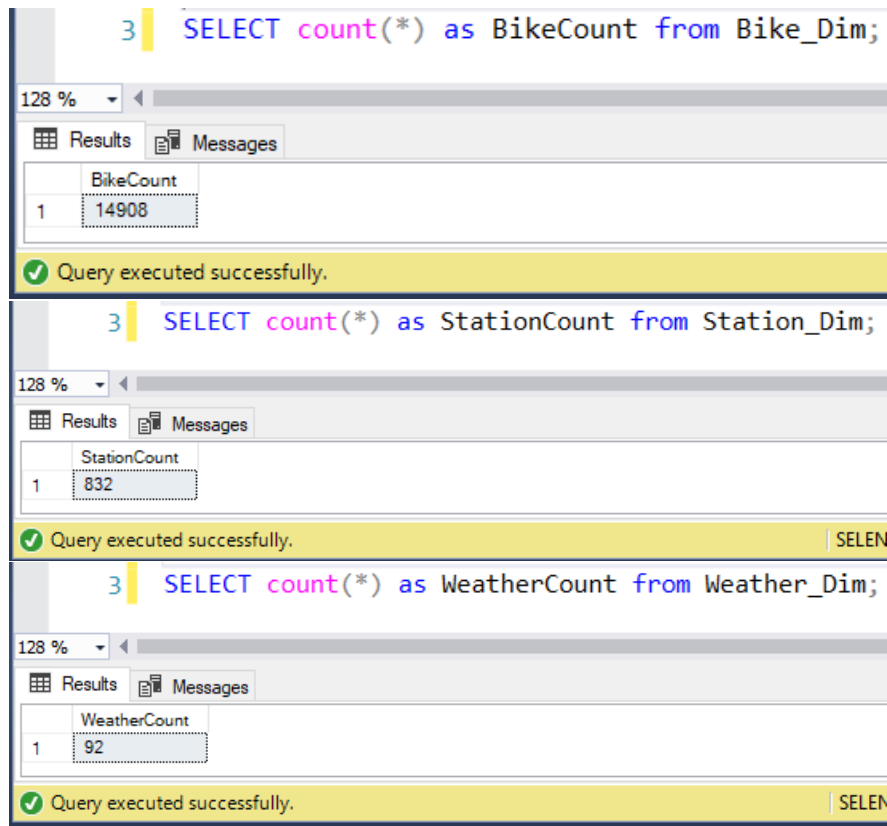 3 SELECT count(*) as BikeCount from Bike_Dim;
128 %
Results Messages
BikeCount
1 14908
Query executed successfully.
3 SELECT count(*) as StationCount from Station_Dim;
128 %
Results Messages
StationCount
1 832
Query executed successfully. SELEN
3 SELECT count(*) as WeatherCount from Weather_Dim;
128 %
Results Messages
WeatherCount
1 92
Query executed successfully. SELEN